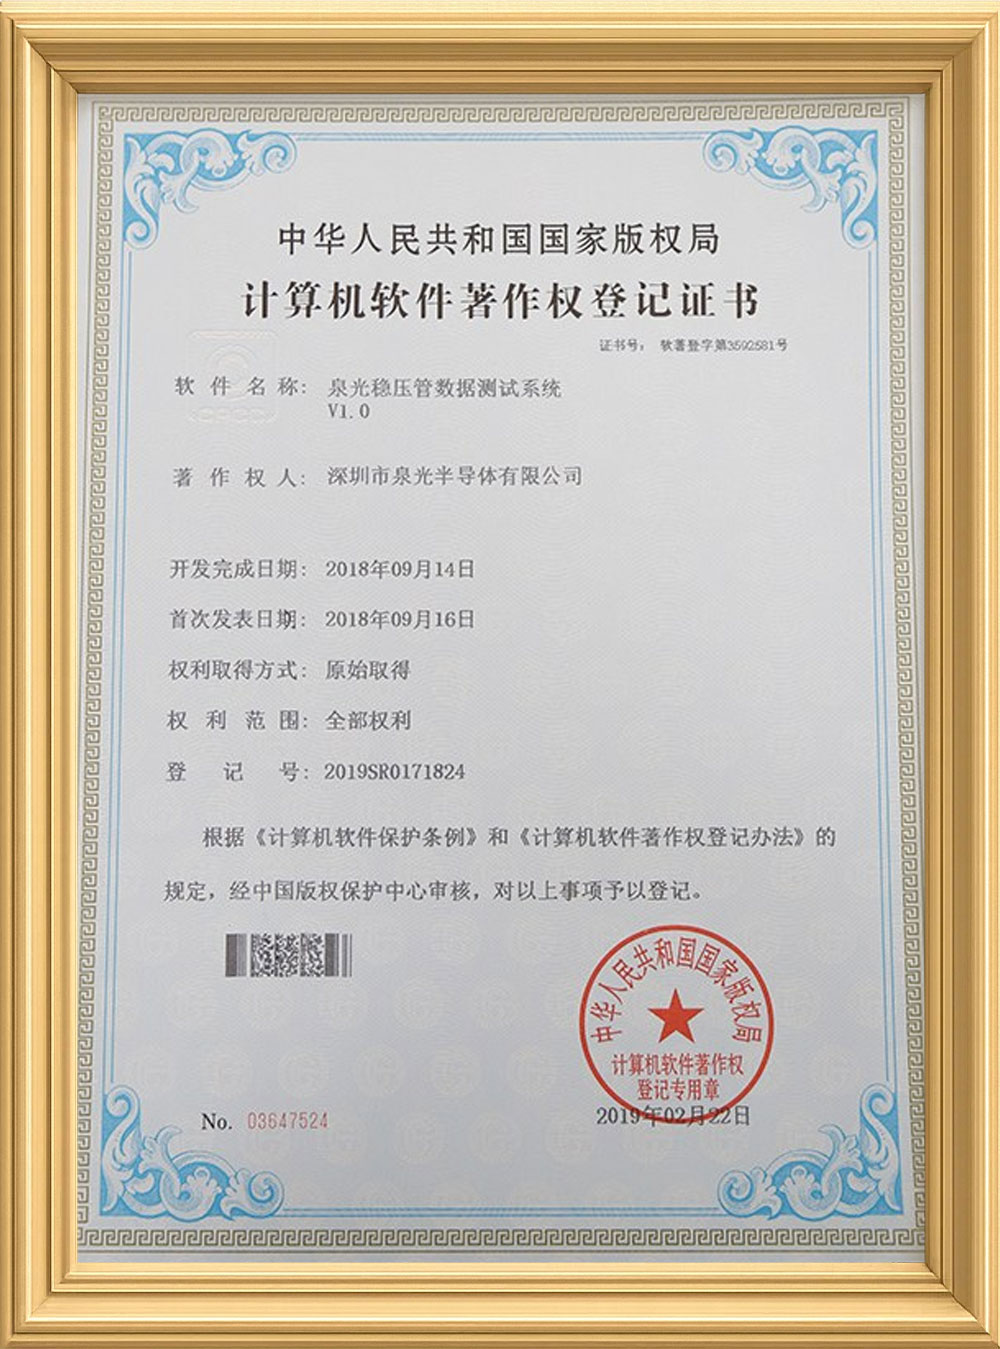 中华人民共和国国家版权局
计算机软件著作权登记证书
证书号： 软著登字第3592581号
软件名称： 泉光稳压管数据测试系统
V1.0
著作权人： 深圳市泉光半导体有限公司
开发完成日期： 2018年09月14日
首次发表日期： 2018年09月16日
权利取得方式： 原始取得
权利范围： 全部权利
登记号： 2019SR0171824
根据《计算机软件保护条例》和《计算机软件著作权登记办法》的
规定，经中国版权保护中心审核，对以上事项予以登记。
中华人民共和国国家版权局
计算机软件著作权
登记专用章
No. 03647524
2019年02月22日